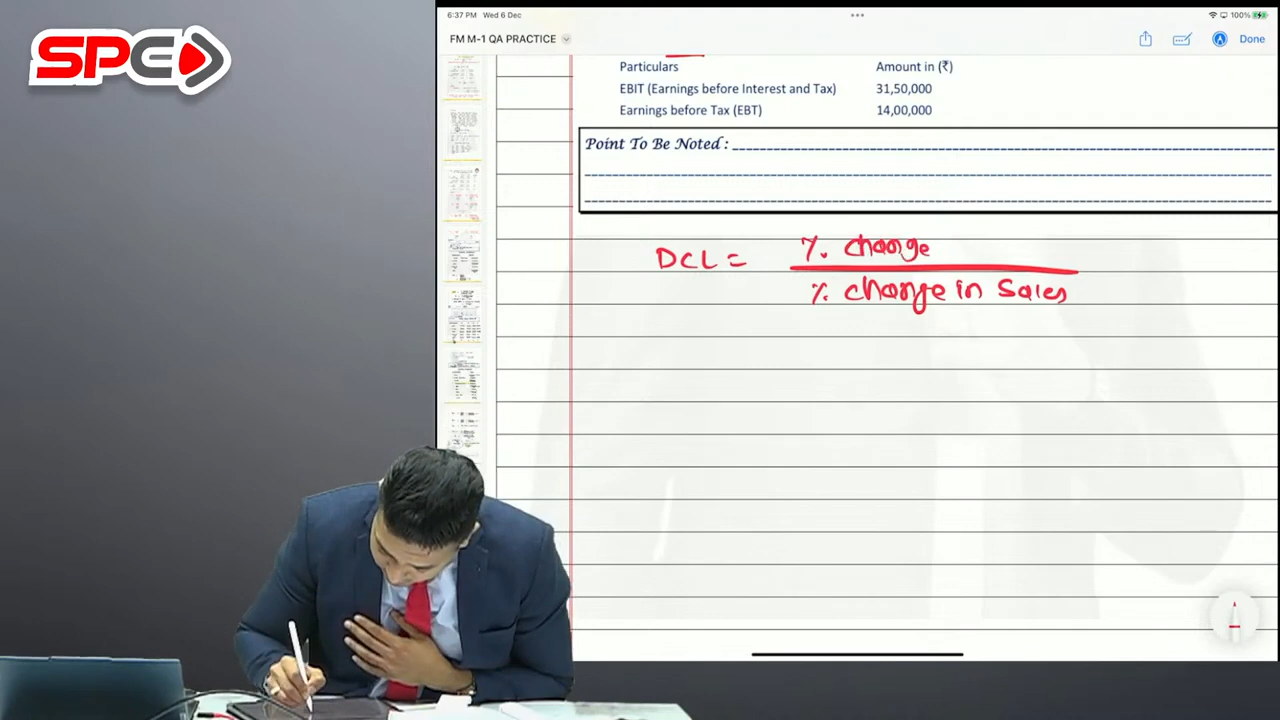 SPE
6:37 PM Wed 6 Dec
100%
FM M-1 QA PRACTICE
Done
Particulars Amount in (₹)
EBIT (Earnings before Interest and Tax) 31,50,000
Earnings before Tax (EBT) 14,00,000
Point To Be Noted :
DCL = % change
% change in Sales